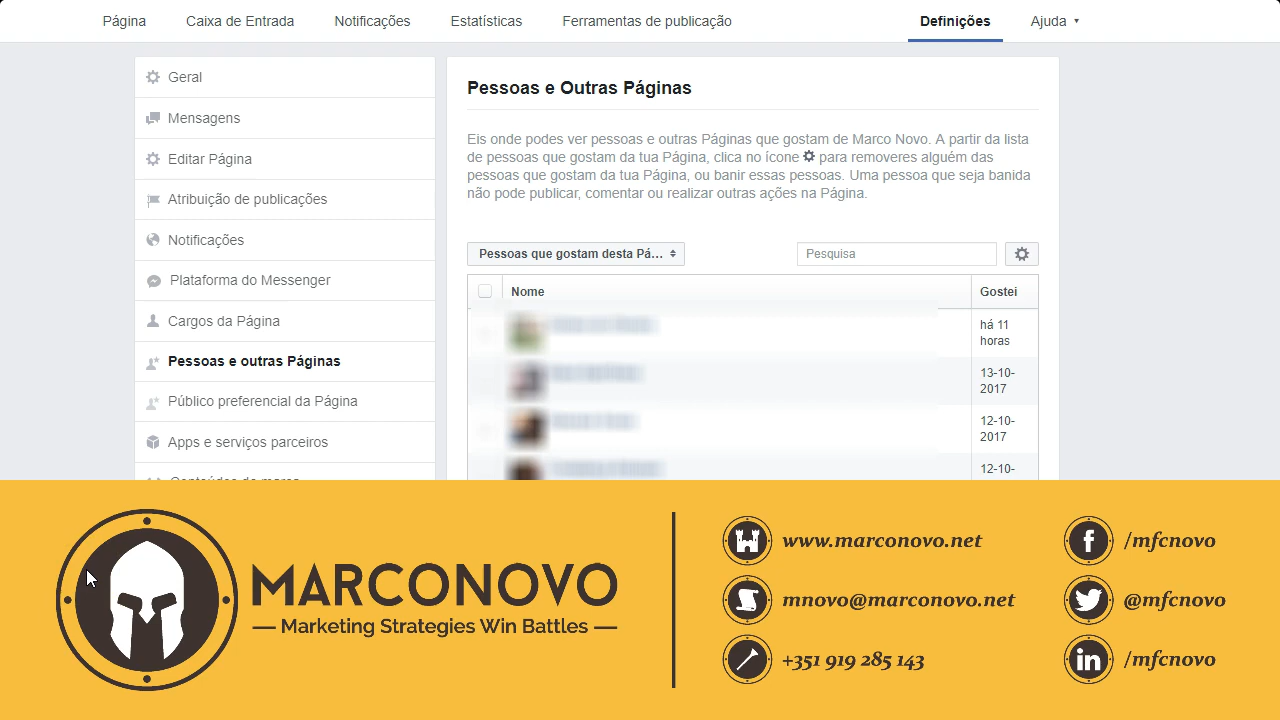 Página Caixa de Entrada Notificações Estatísticas Ferramentas de publicação Definições Ajuda
Geral
Mensagens
Editar Página
Atribuição de publicações
Notificações
Plataforma do Messenger
Cargos da Página
Pessoas e outras Páginas
Público preferencial da Página
Apps e serviços parceiros
Pessoas e Outras Páginas
Eis onde podes ver pessoas e outras Páginas que gostam de Marco Novo. A partir da lista
de pessoas que gostam da tua Página, clica no ícone para removeres alguém das
pessoas que gostam da tua Página, ou banir essas pessoas. Uma pessoa que seja banida
não pode publicar, comentar ou realizar outras ações na Página.
Pessoas que gostam desta Pá... Pesquisa
Nome Gostei
há 11
horas
13-10-
2017
12-10-
2017
12-10-
MARCONOVO
— Marketing Strategies Win Battles —
www.marconovo.net
mnovo@marconovo.net
+351 919 285 143
/mfcnovo
@mfcnovo
/mfcnovo